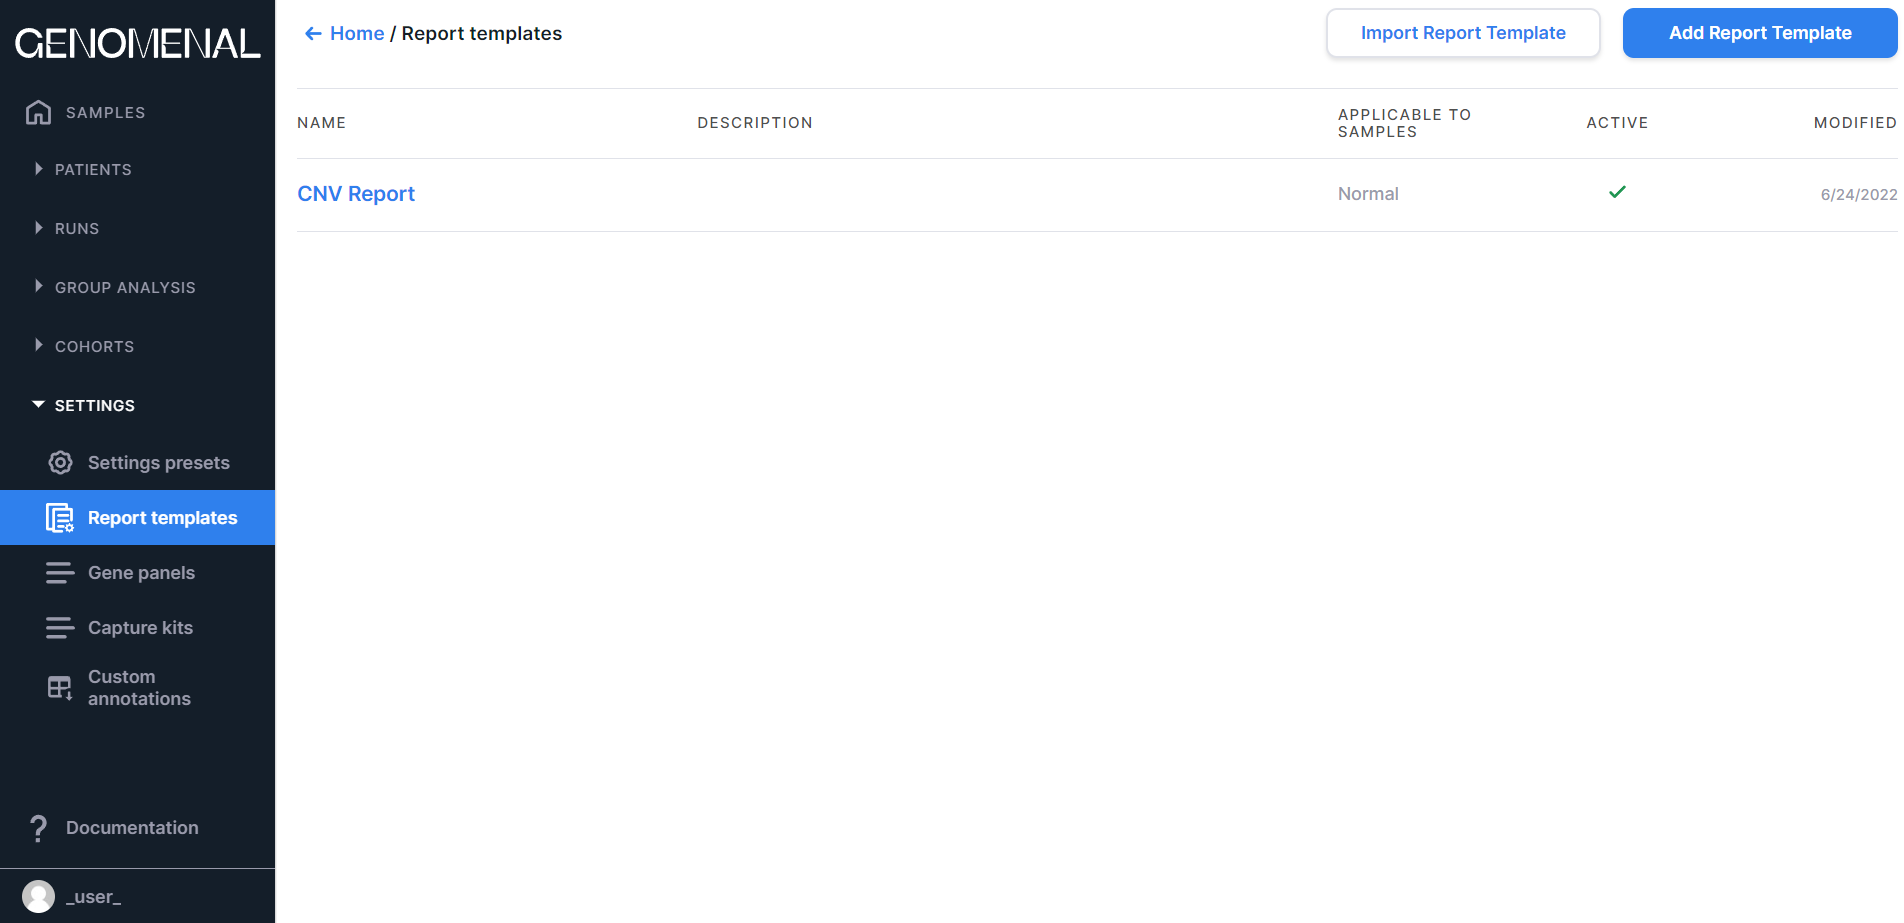 GENOMENAL
SAMPLES
PATIENTS
RUNS
GROUP ANALYSIS
COHORTS
SETTINGS
Settings presets
Report templates
Gene panels
Capture kits
Custom
annotations
Documentation
_user_
← Home / Report templates
Import Report Template
Add Report Template
NAME
DESCRIPTION
APPLICABLE TO
SAMPLES
ACTIVE
MODIFIED
CNV Report
Normal
6/24/2022